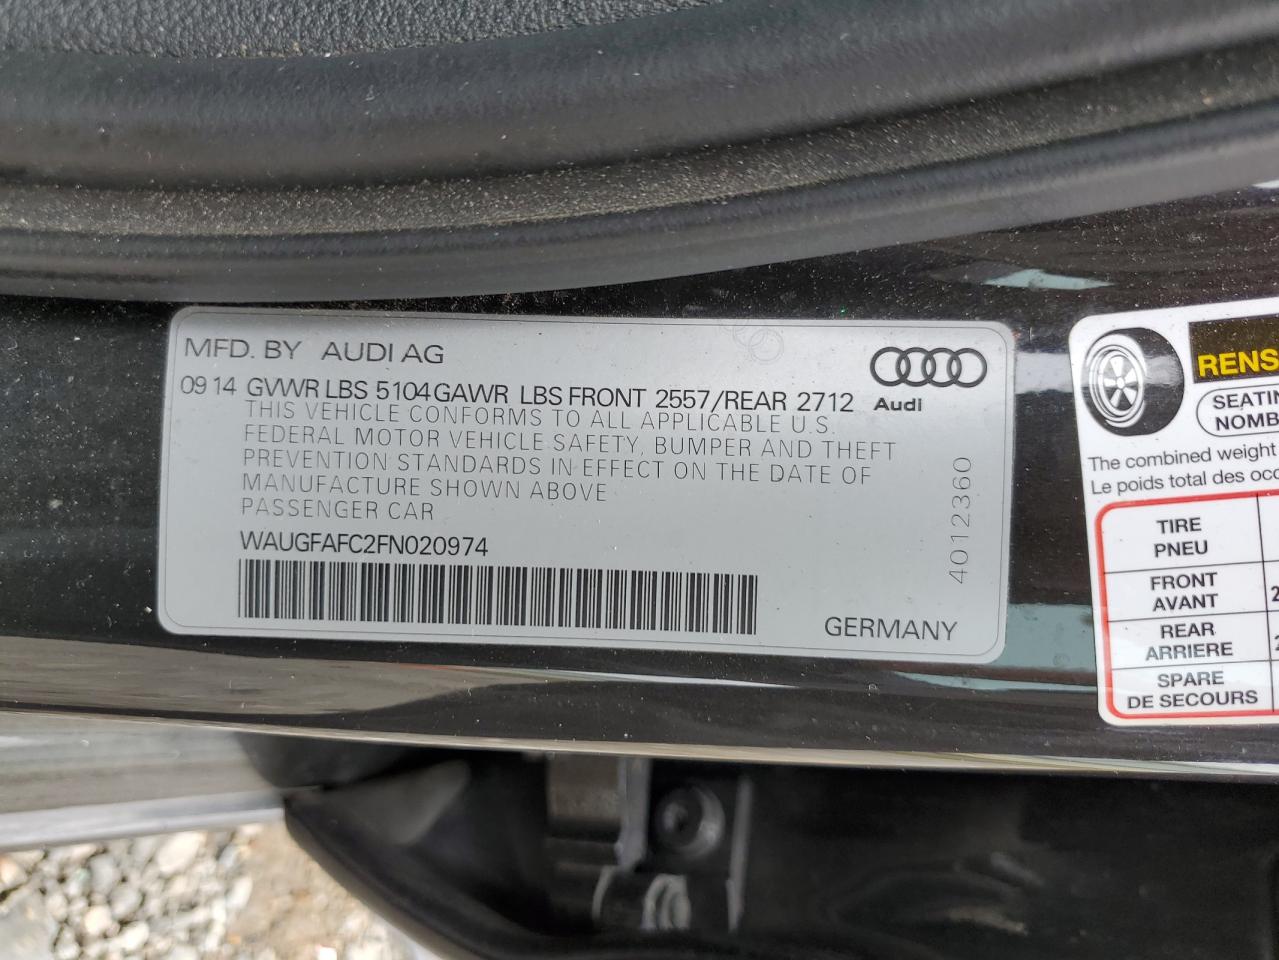 MFD. BY AUDI AG
09 14 GVWR LBS 5104 GAWR LBS FRONT 2557/REAR 2712
Audi
THIS VEHICLE CONFORMS TO ALL APPLICABLE U.S.
FEDERAL MOTOR VEHICLE SAFETY, BUMPER AND THEFT
PREVENTION STANDARDS IN EFFECT ON THE DATE OF
MANUFACTURE SHOWN ABOVE
PASSENGER CAR
WAUGFAFC2FN020974
4012360
GERMANY
RENS
SEATIN
NOMB
The combined weight
Le poids total des occ
TIRE
PNEU
FRONT
AVANT
REAR
ARRIERE
SPARE
DE SECOURS